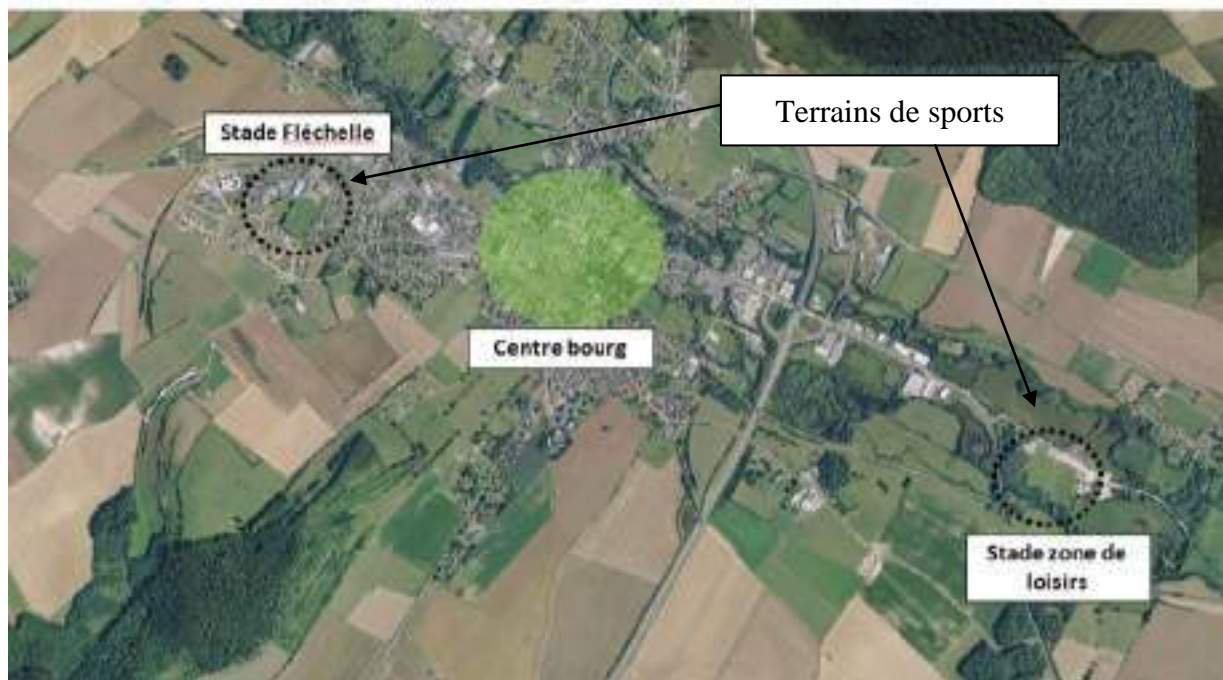 Terrains de sports
Stade Fléchelle
Centre bourg
Stade zone de
loisirs